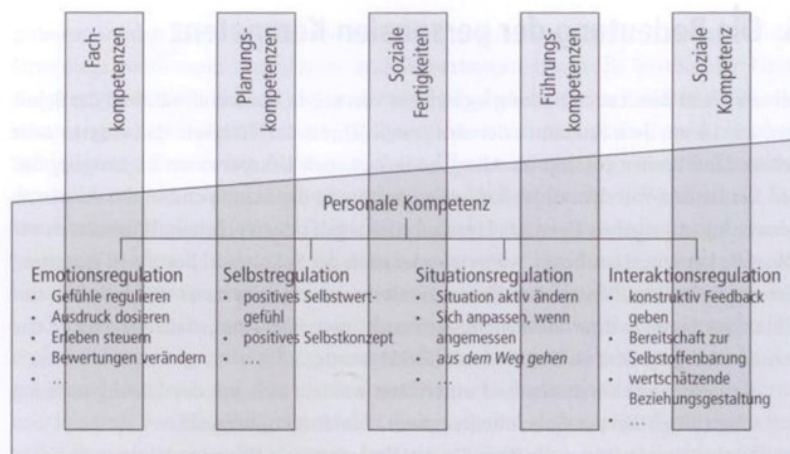 Fach-
kompetenzen
Planungs-
kompetenzen
Soziale
Fertigkeiten
Führungs-
kompetenzen
Soziale
Kompetenz
Personale Kompetenz
Emotionsregulation
• Gefühle regulieren
• Ausdruck dosieren
• Erleben steuern
• Bewertungen verändern
...
Selbstregulation
• positives Selbstwert-
gefühl
• positives Selbstkonzept
Situationsregulation
• Situation aktiv ändern
• Sich anpassen, wenn
angemessen
aus dem Weg gehen
Interaktionsregulation
• konstruktiv Feedback
geben
• Bereitschaft zur
Selbstoffenbarung
wertschätzende
Beziehungsgestaltung
....